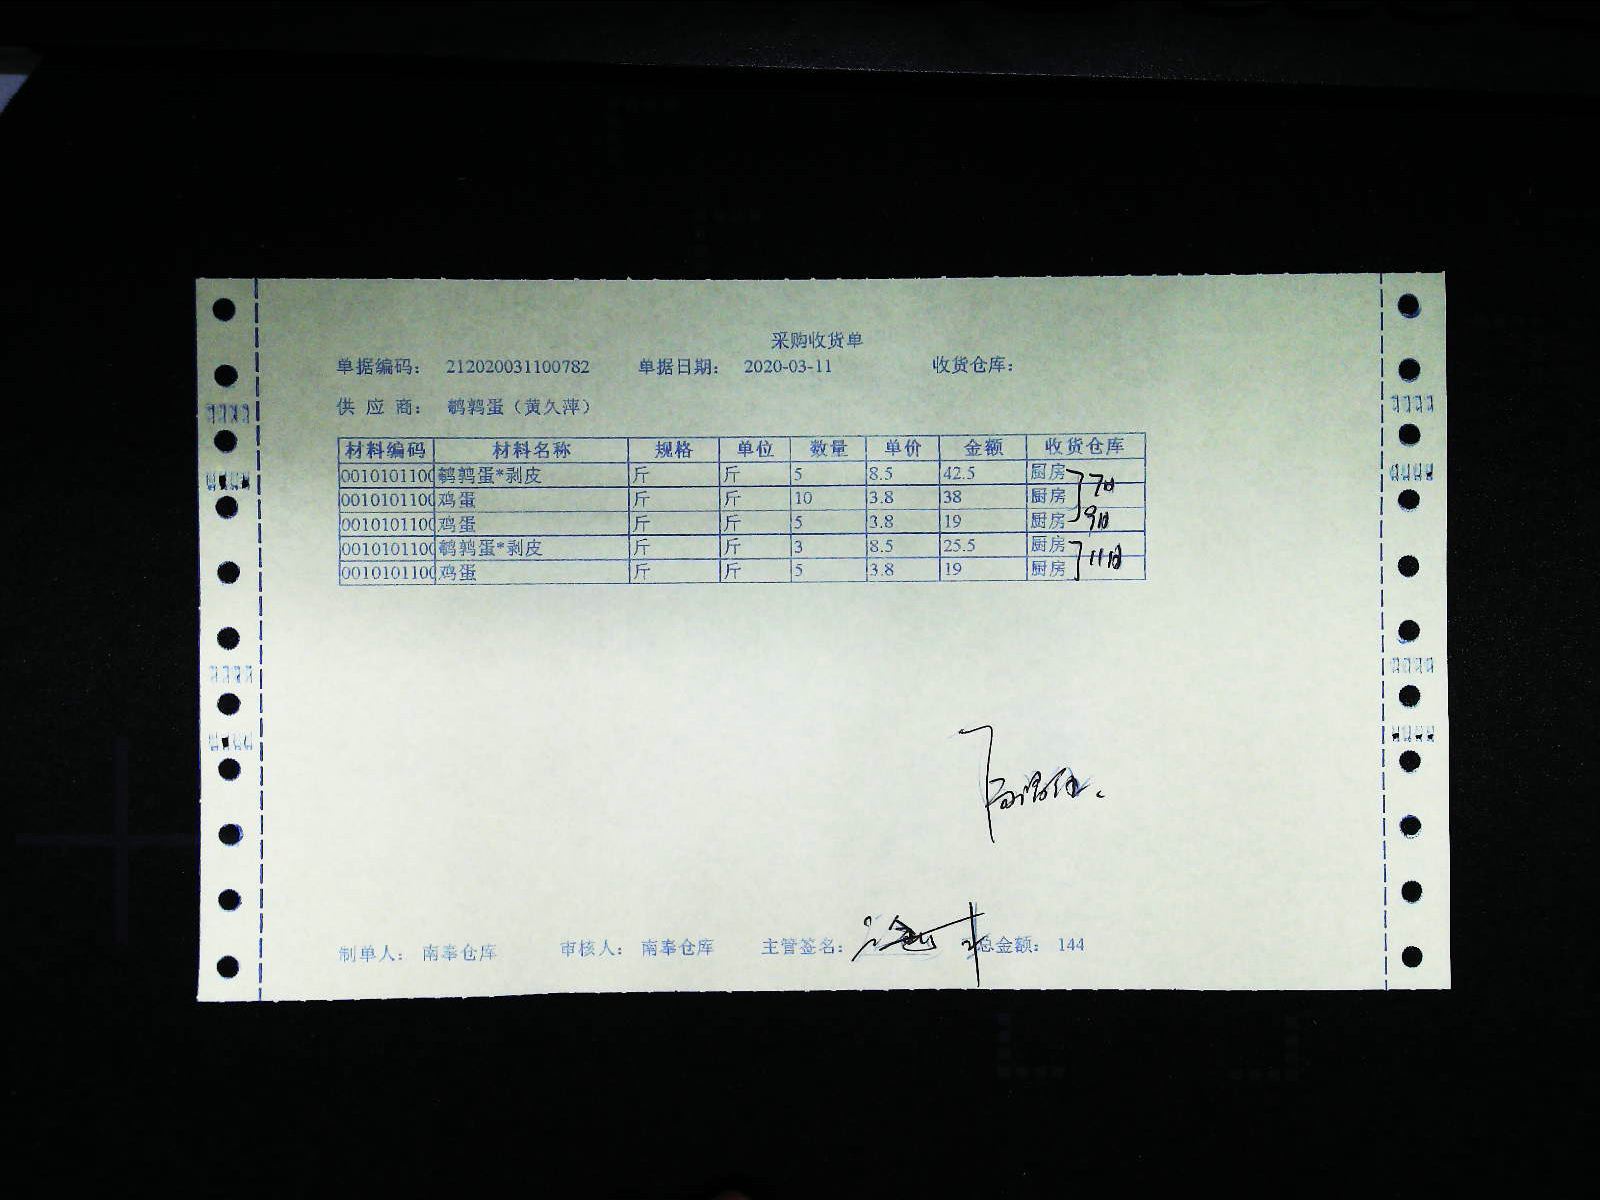 采购收货单
单据编码： 212020031100782 单据日期： 2020-03-11 收货仓库：
供 应 商： 鹌鹑蛋（黄久萍）
材料编码 材料名称 规格 单位 数量 单价 金额 收货仓库
0010101100 鹌鹑蛋*剥皮 斤 斤 5 8.5 42.5 厨房
0010101100 鸡蛋 斤 斤 10 3.8 38 厨房 7日
0010101100 鸡蛋 斤 斤 5 3.8 19 厨房 9日
0010101100 鹌鹑蛋*剥皮 斤 斤 3 8.5 25.5 厨房
0010101100 鸡蛋 斤 斤 5 3.8 19 厨房 11日
制单人： 南奉仓库 审核人： 南奉仓库 主管签名： 总金额： 144